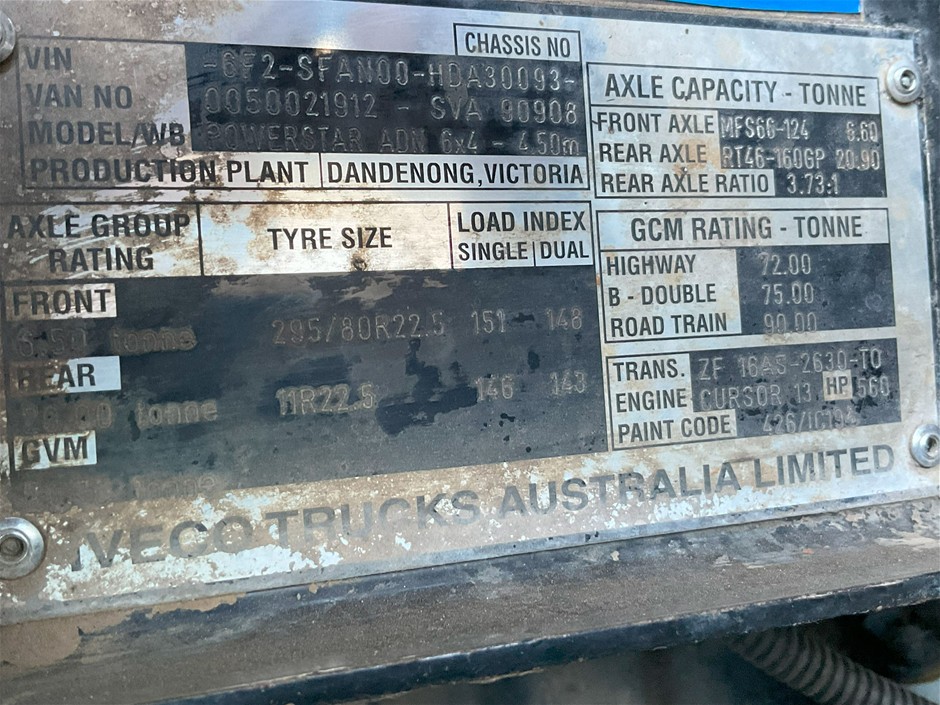 CHASSIS NO
VIN -6F2-SFAN00-HDA30093-
VAN NO 0050021912 - SVA 90908
MODEL/WB POWERSTAR ADN 6x4 - 4.50m
PRODUCTION PLANT DANDENONG, VICTORIA
AXLE GROUP RATING TYRE SIZE LOAD INDEX
SINGLE DUAL
FRONT
6.50 tonne 295/80R22.5 151 - 148
REAR
tonne 11R22.5 146 143
GVM
AXLE CAPACITY - TONNE
FRONT AXLE MFS66-124 6.60
REAR AXLE RT46-160GP 20.90
REAR AXLE RATIO 3.73:1
GCM RATING - TONNE
HIGHWAY 72.00
B - DOUBLE 75.00
ROAD TRAIN 90.00
TRANS. ZF 16AS-2630-TO
ENGINE CURSOR 13 HP 560
PAINT CODE
IVECO TRUCKS AUSTRALIA LIMITED